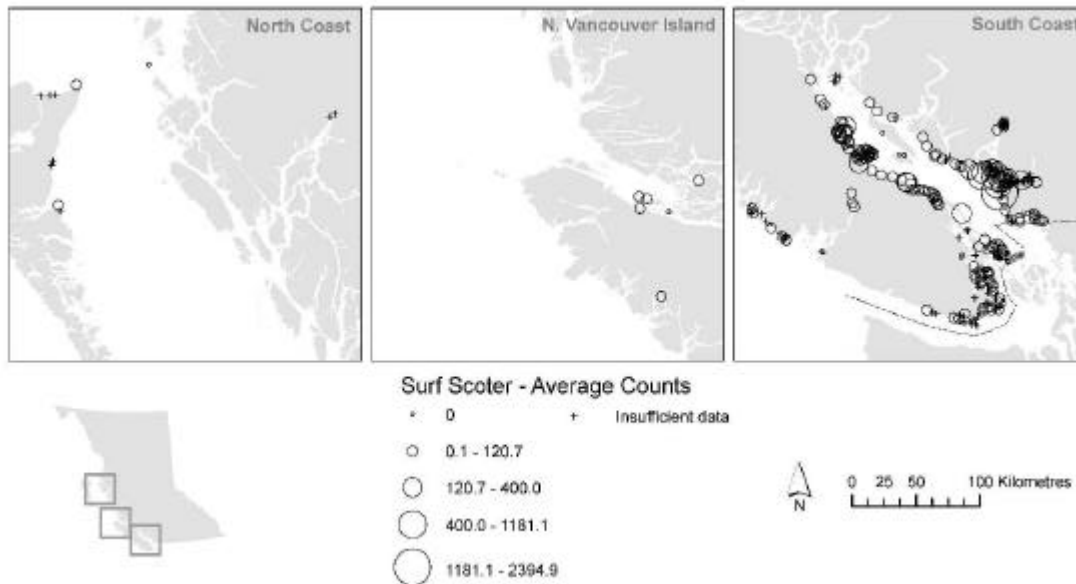 North Coast
N. Vancouver Island
South Coast
Surf Scoter - Average Counts
0
Insufficient data
0.1 - 120.7
120.7 - 400.0
400.0 - 1181.1
1181.1 - 2394.9
N
0 25 50 100 Kilometres